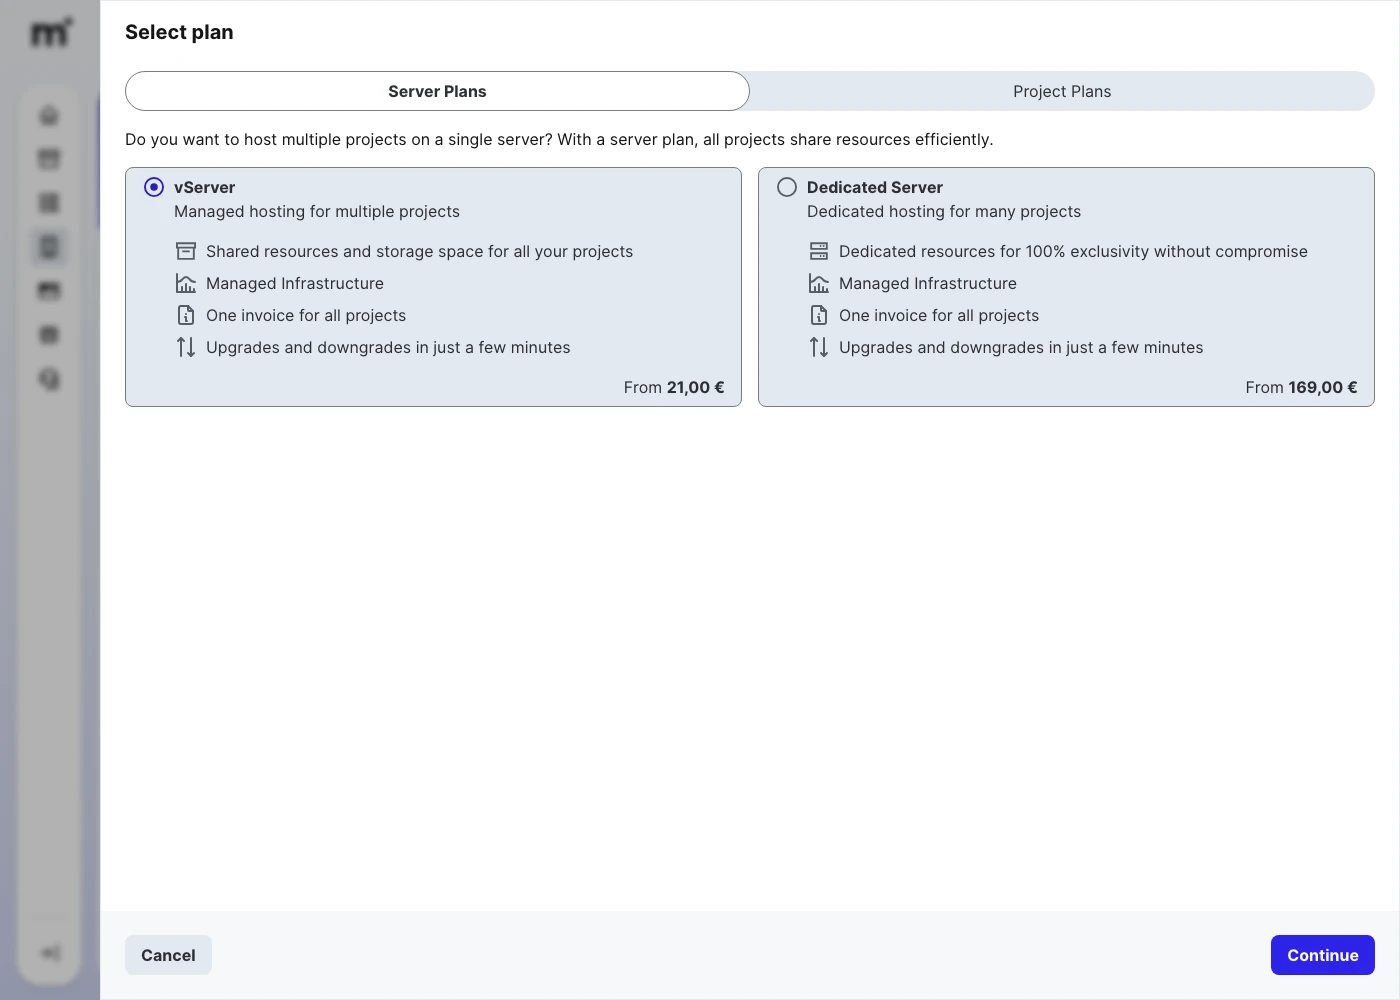 m
Select plan
Server Plans
Project Plans
Do you want to host multiple projects on a single server? With a server plan, all projects share resources efficiently.
vServer
Managed hosting for multiple projects
Shared resources and storage space for all your projects
Managed Infrastructure
One invoice for all projects
Upgrades and downgrades in just a few minutes
From 21,00 €
Dedicated Server
Dedicated hosting for many projects
Dedicated resources for 100% exclusivity without compromise
Managed Infrastructure
One invoice for all projects
Upgrades and downgrades in just a few minutes
From 169,00 €
Cancel
Continue